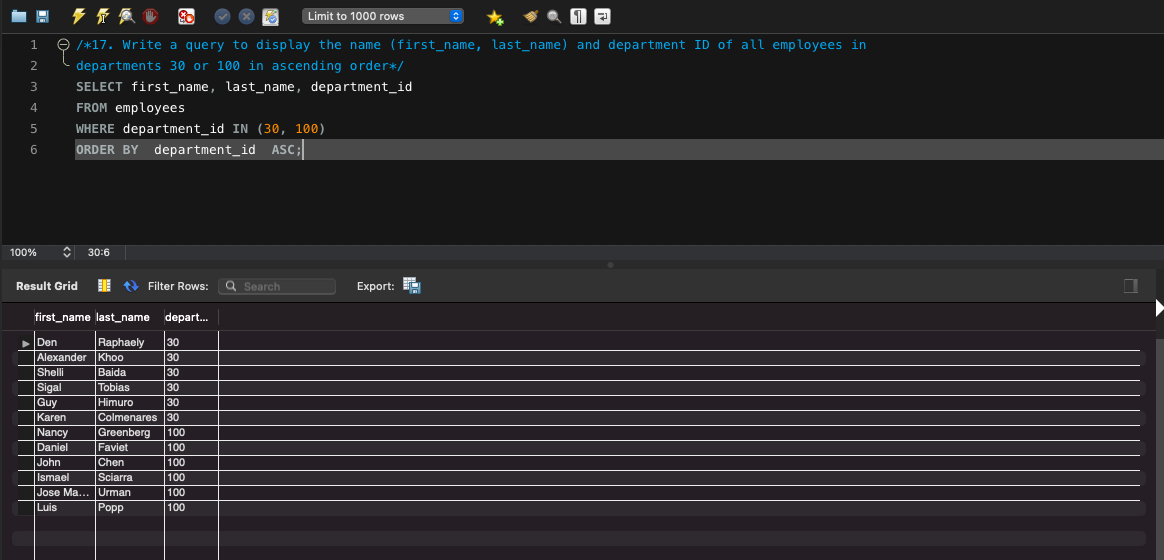 Limit to 1000 rows
1 /*17. Write a query to display the name (first_name, last_name) and department ID of all employees in
2 departments 30 or 100 in ascending order*/
3 SELECT first_name, last_name, department_id
4 FROM employees
5 WHERE department_id IN (30, 100)
6 ORDER BY  department_id  ASC;
100% 30:6
Result Grid Filter Rows: Search Export:
first_name last_name depart...
Den Raphaely 30
Alexander Khoo 30
Shelli Baida 30
Sigal Tobias 30
Guy Himuro 30
Karen Colmenares 30
Nancy Greenberg 100
Daniel Faviet 100
John Chen 100
Ismael Sciarra 100
Jose Ma... Urman 100
Luis Popp 100